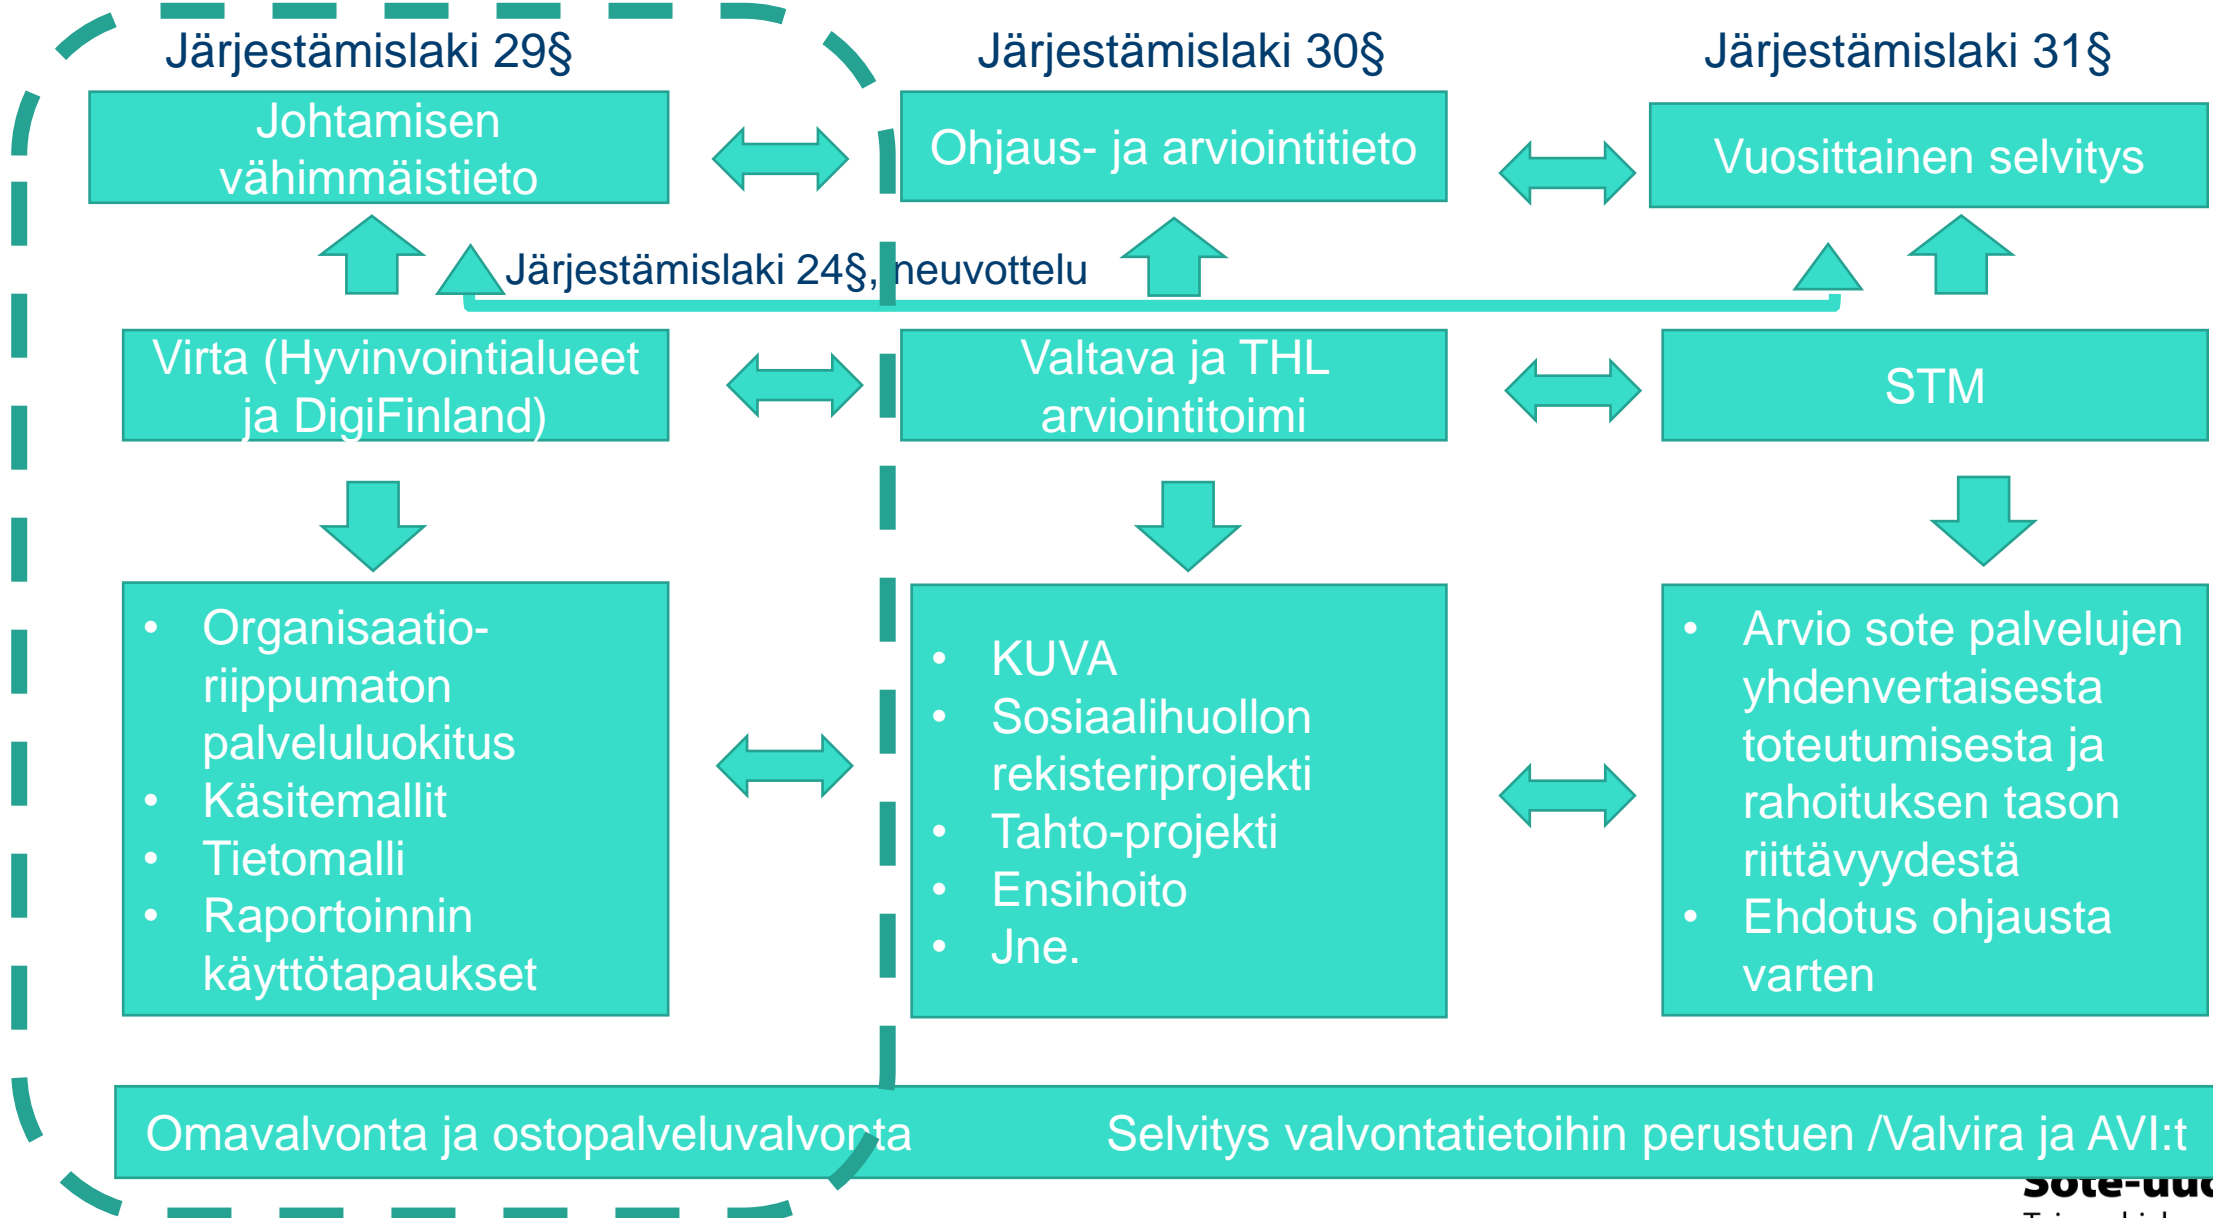 Järjestämislaki 29§
Johtamisen
vähimmäistieto
Järjestämislaki 30§
Ohjaus- ja arviointitieto
Järjestämislaki 31§
Vuosittainen selvitys
Järjestämislaki 24§, neuvottelu
Virta (Hyvinvointialueet
ja DigiFinland)
Valtava ja THL
arviointitoimi
STM
• Organisaatio-
riippumaton
palveluluokitus
• Käsitemallit
• Tietomalli
• Raportoinnin
käyttötapaukset
• KUVA
• Sosiaalihuollon
rekisteriprojekti
• Tahto-projekti
• Ensihoito
• Jne.
• Arvio sote palvelujen
yhdenvertaisesta
toteutumisesta ja
rahoituksen tason
riittävyydestä
• Ehdotus ohjausta
varten
Omavalvonta ja ostopalveluvalvonta
Selvitys valvontatietoihin perustuen /Valvira ja AVI:t